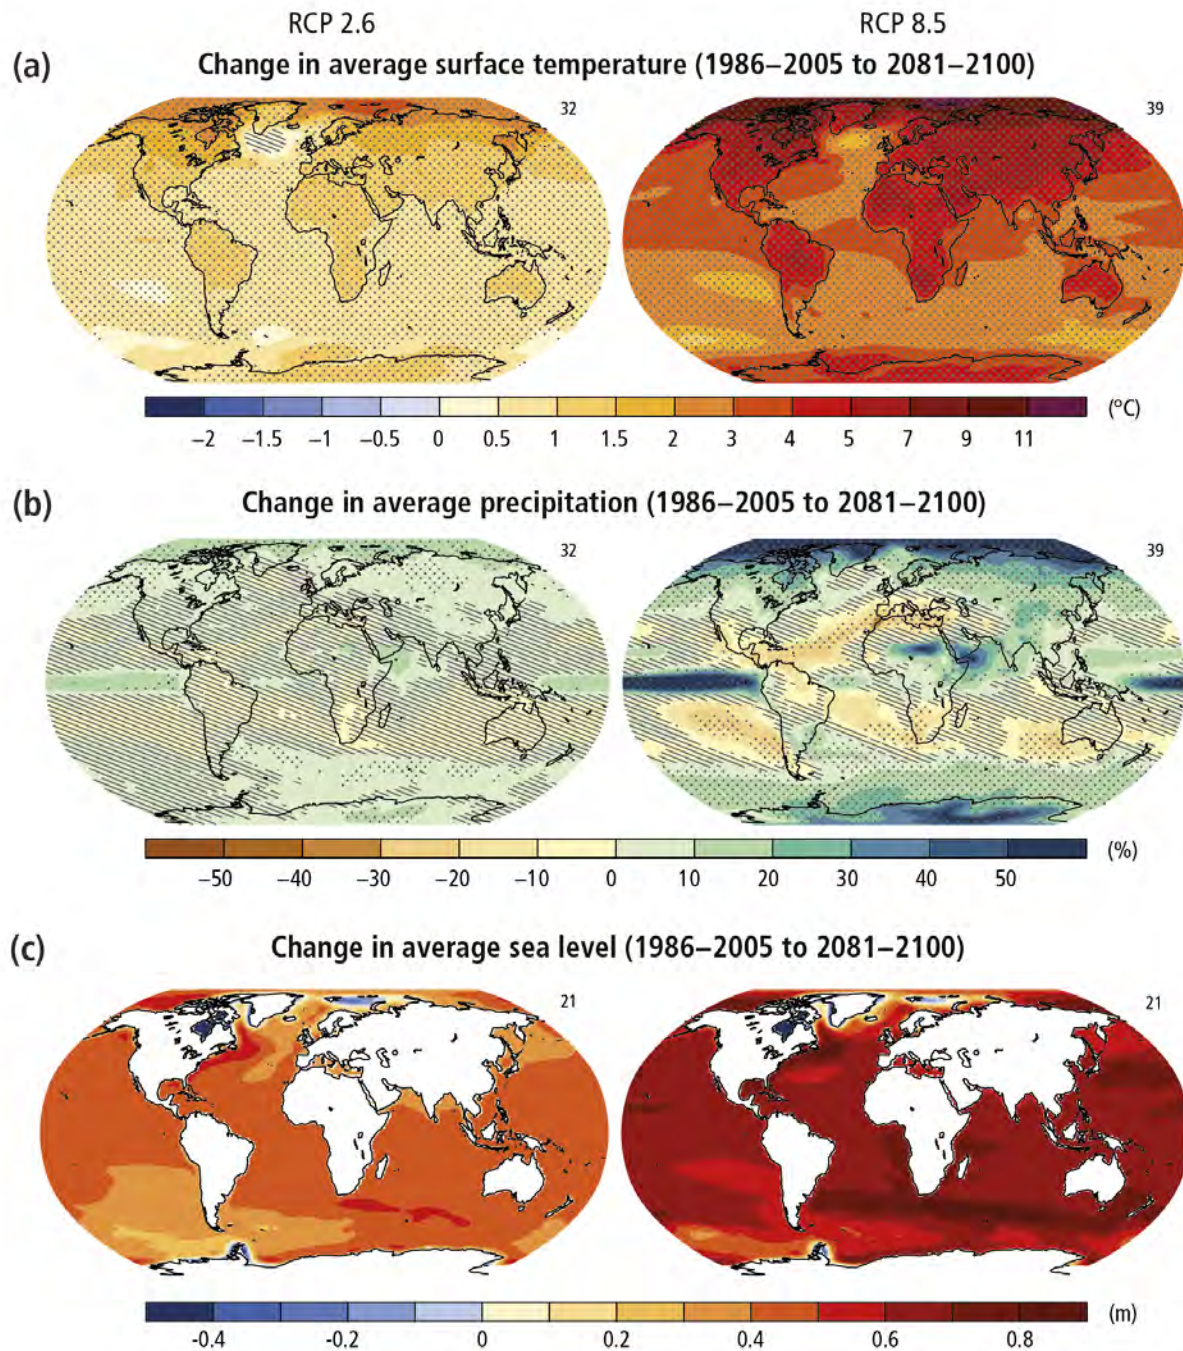 RCP 2.6 RCP 8.5
(a) Change in average surface temperature (1986–2005 to 2081–2100)
32 39
−2 −1.5 −1 −0.5 0 0.5 1 1.5 2 3 4 5 7 9 11 (°C)
(b) Change in average precipitation (1986–2005 to 2081–2100)
32 39
−50 −40 −30 −20 −10 0 10 20 30 40 50 (%)
(c) Change in average sea level (1986–2005 to 2081–2100)
21 21
-0.4 -0.2 0 0.2 0.4 0.6 0.8 (m)